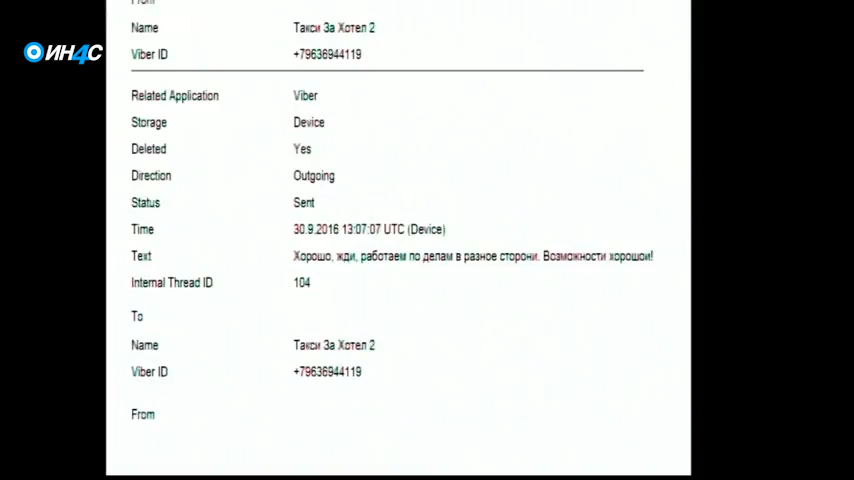 From
Name Такси За Хотел 2
ИН4С
Viber ID +79636944119
Related Application Viber
Storage Device
Deleted Yes
Direction Outgoing
Status Sent
Time 30.9.2016 13:07:07 UTC (Device)
Text Хорошо, жди, работаем по делам в разное сторони. Возможности хорошои!
Internal Thread ID 104
To
Name Такси За Хотел 2
Viber ID +79636944119
From